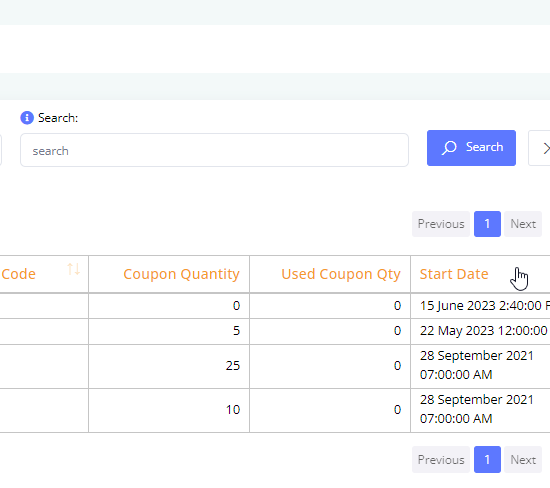 Search:
search
Search
Previous 1 Next
Code Coupon Quantity Used Coupon Qty Start Date
0 0 15 June 2023 2:40:00
5 0 22 May 2023 12:00:00
25 0 28 September 2021
07:00:00 AM
10 0 28 September 2021
07:00:00 AM
Previous 1 Next